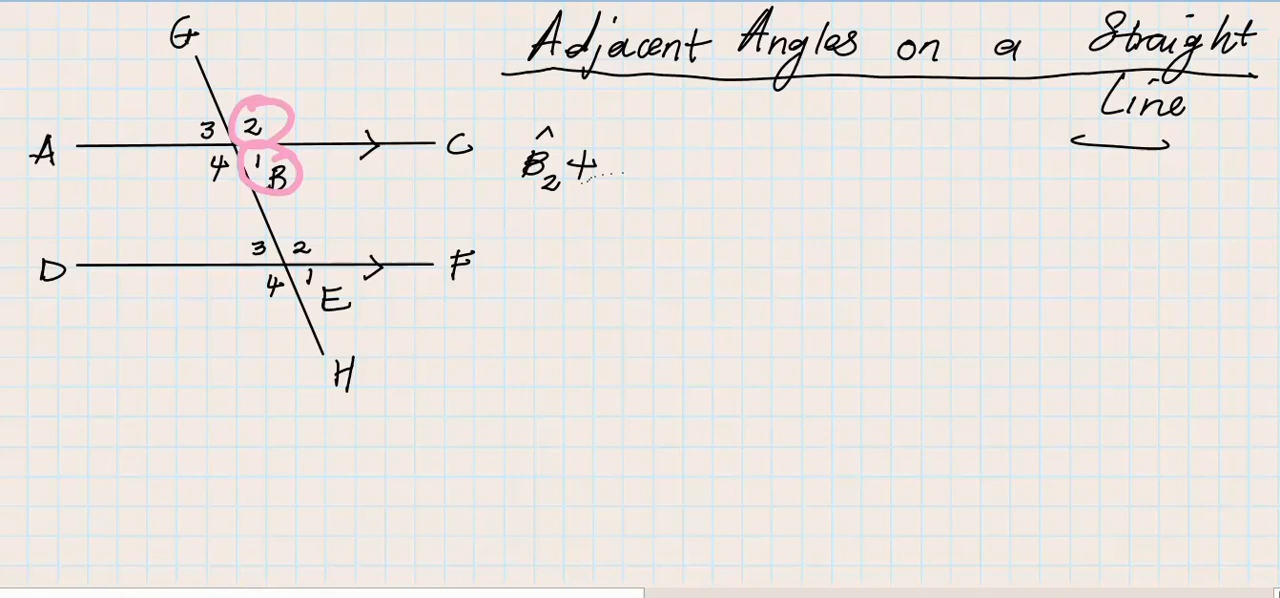 Adjacent Angles on a Straight
Line
G
3 2
A C
4 1 B
B̂₂ +
3 2
D F
4 1 E
H